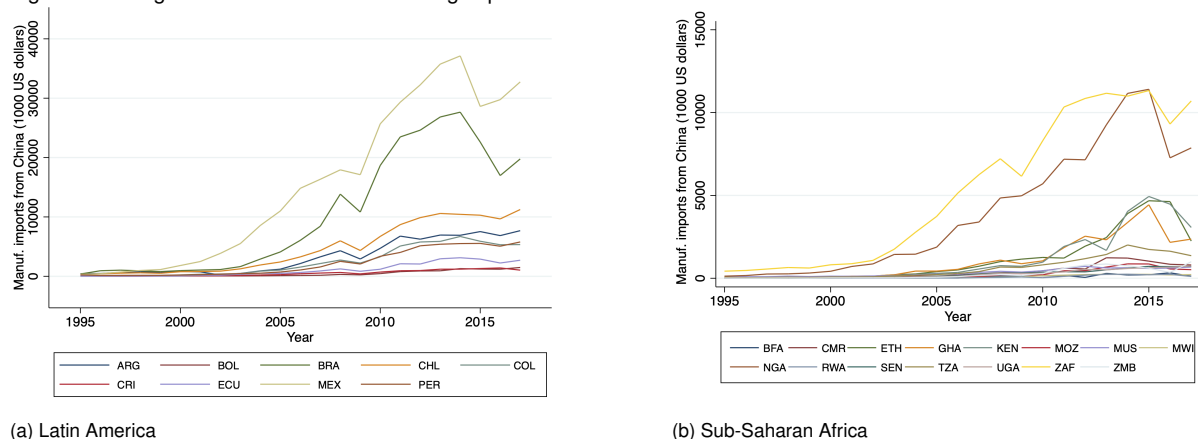 Manuf. imports from China (1000 US dollars)
40000
30000
20000
10000
0
1995 2000 2005 2010 2015
Year
ARG BOL BRA CHL COL
CRI ECU MEX PER
(a) Latin America
Manuf. imports from China (1000 US dollars)
15000
10000
5000
0
1995 2000 2005 2010 2015
Year
BFA CMR ETH GHA KEN MOZ MUS MWI
NGA RWA SEN TZA UGA ZAF ZMB
(b) Sub-Saharan Africa